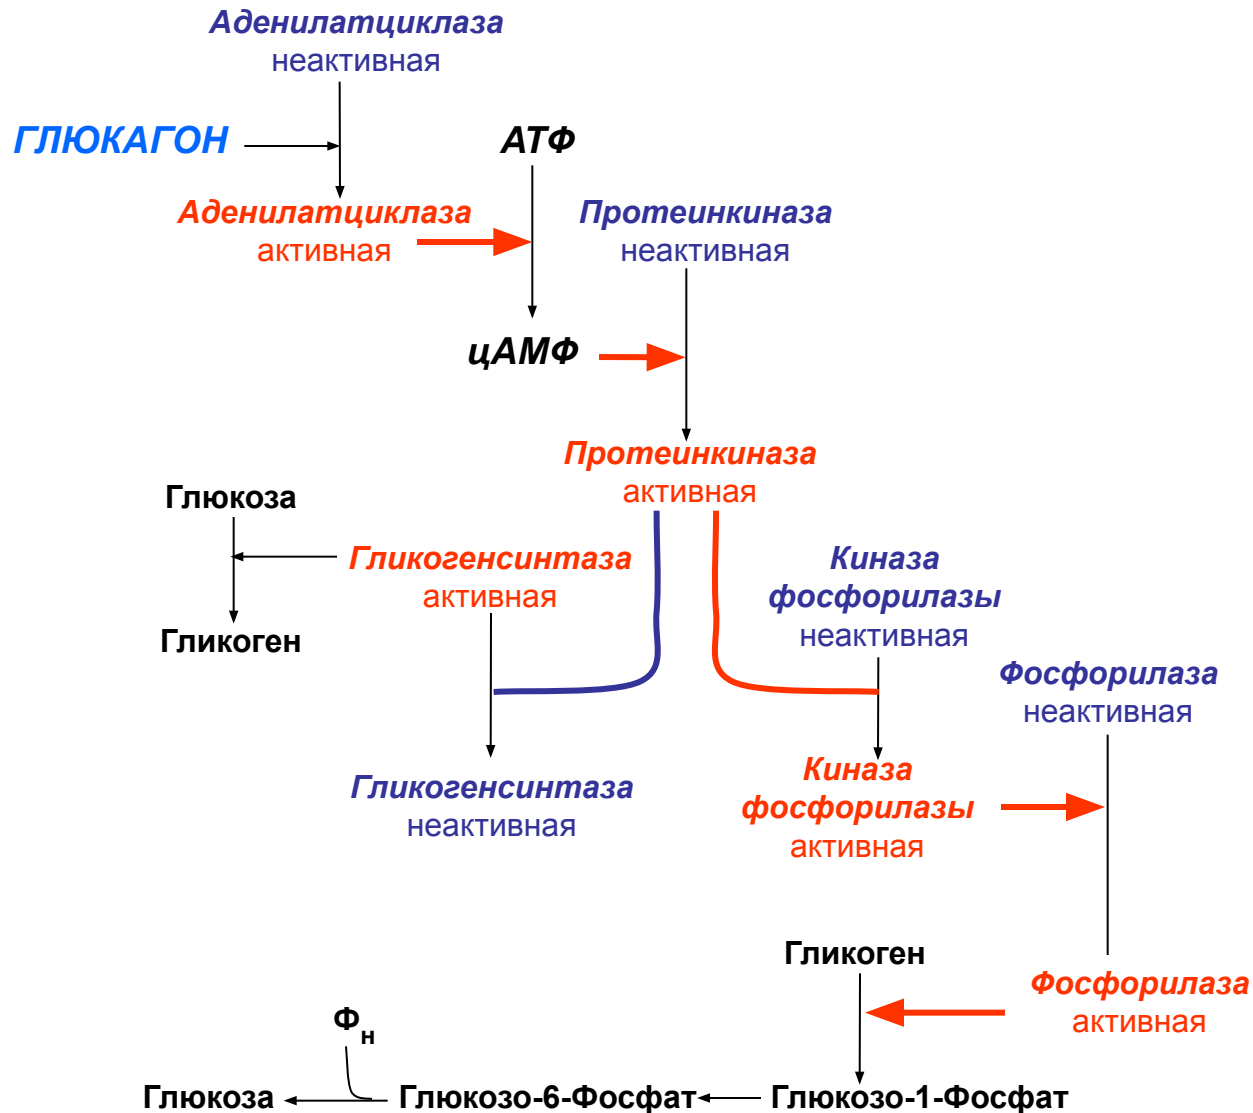 Аденилатциклаза
неактивная
ГЛЮКАГОН
АТФ
Аденилатциклаза
активная
Протеинкиназа
неактивная
цАМФ
Протеинкиназа
активная
Глюкоза
Гликогенсинтаза
активная
Киназа
фосфорилазы
неактивная
Гликоген
Фосфорилаза
неактивная
Гликогенсинтаза
неактивная
Киназа
фосфорилазы
активная
Гликоген
Фосфорилаза
активная
Фн
Глюкоза
Глюкозо-6-Фосфат
Глюкозо-1-Фосфат